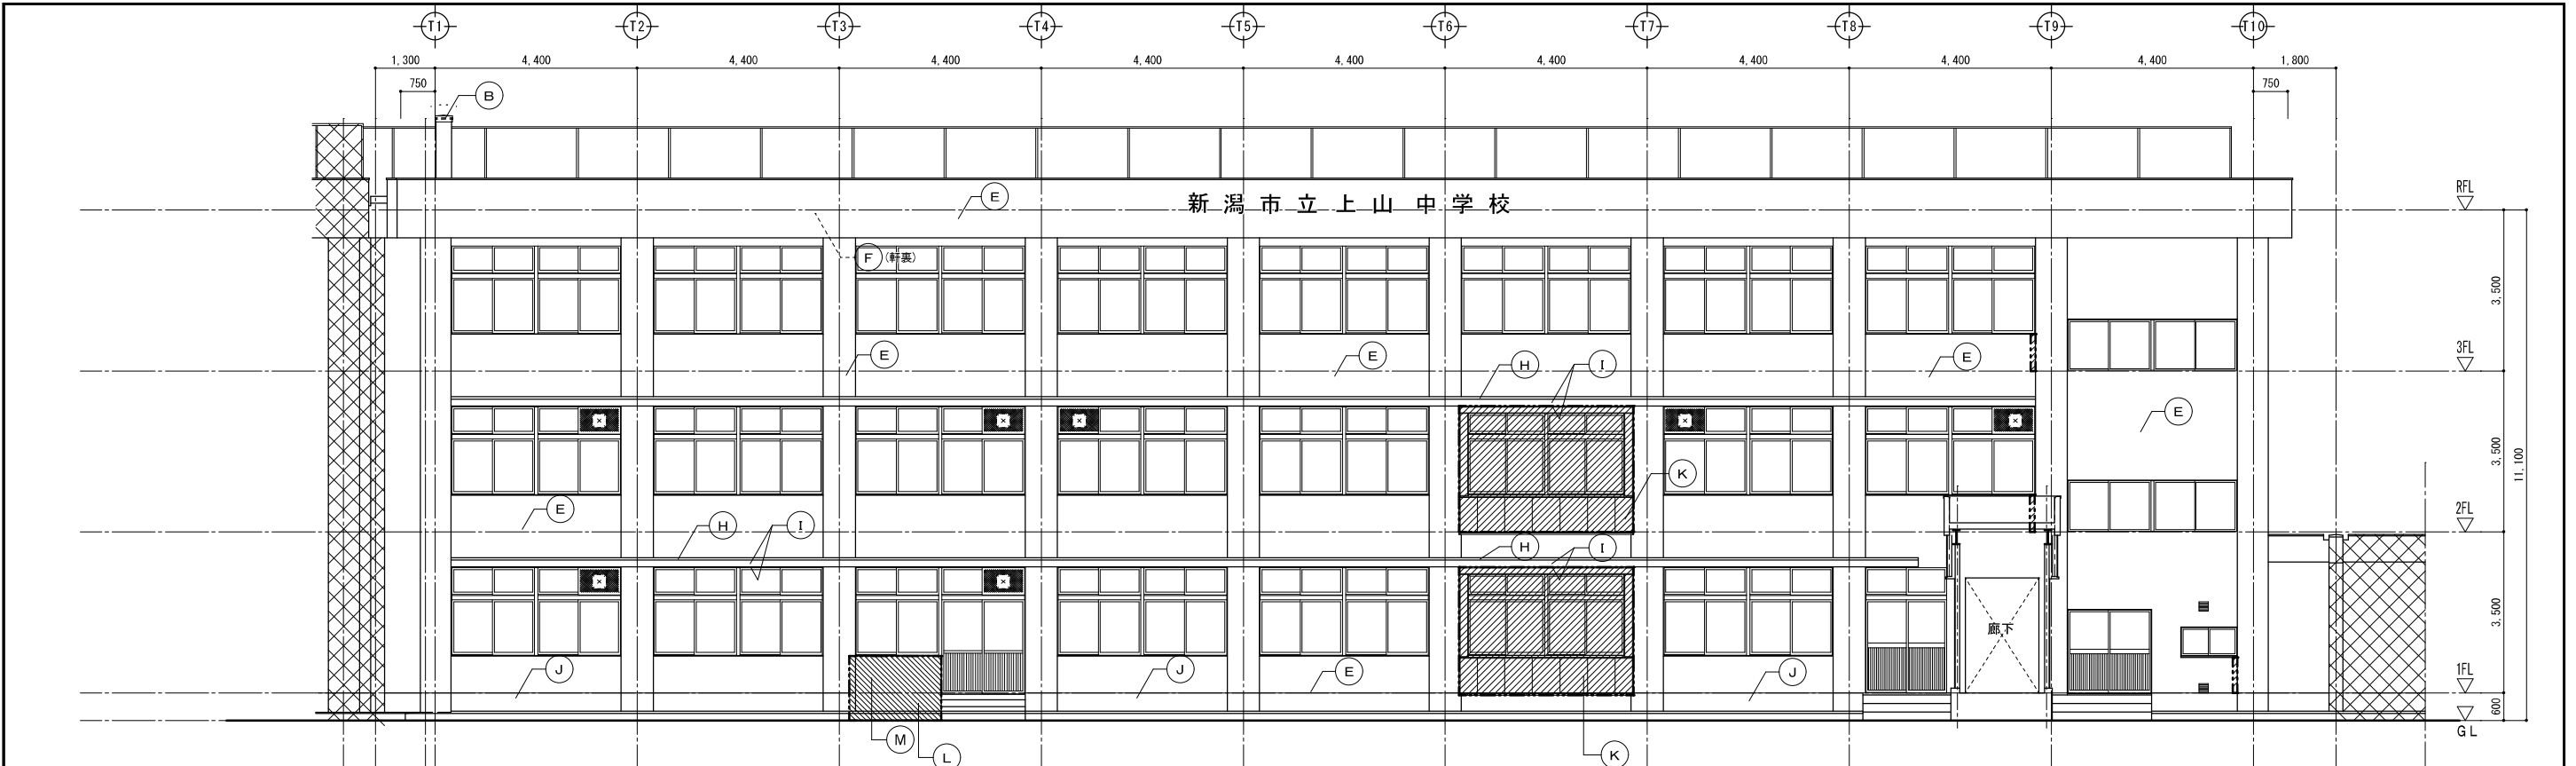 T1 T2 T3 T4 T5 T6 T7 T8 T9 T10
1,300 4,400 4,400 4,400 4,400 4,400 4,400 4,400 4,400 4,400 1,800
750 750
B
E 新潟市立上山中学校 RFL
F (軒裏)
3,500
E E H I E 3FL
E
K 3,500 11,100
E H I 2FL
H I
3,500
廊下
J J E J 1FL
600
GL
M L K